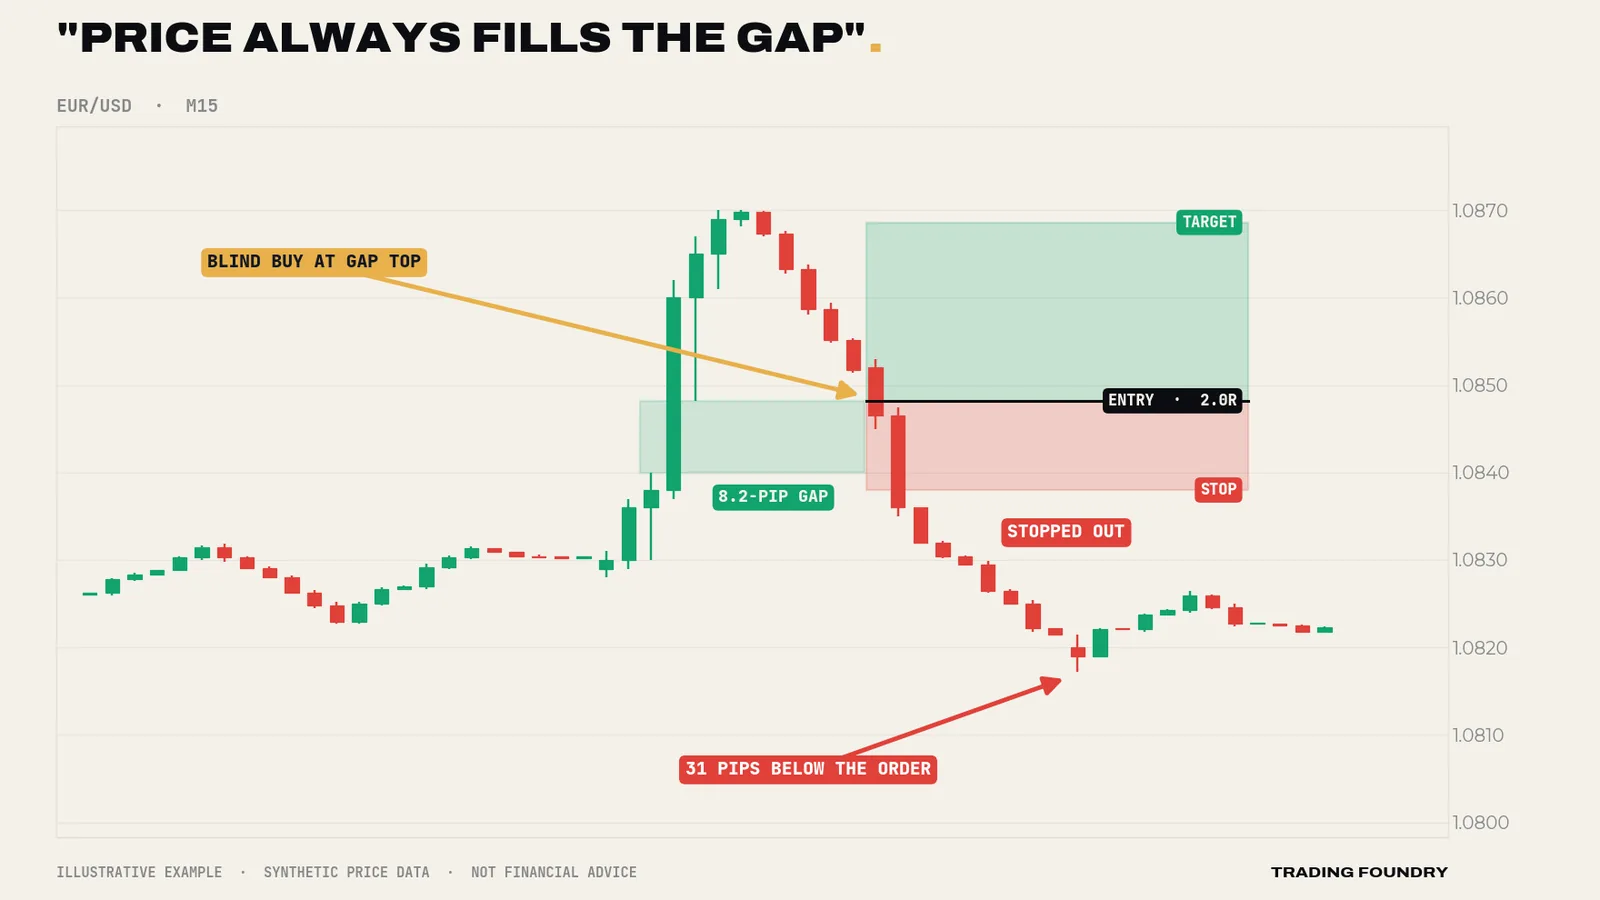 "PRICE ALWAYS FILLS THE GAP".
EUR/USD · M15
TARGET
1.0870
BLIND BUY AT GAP TOP
1.0860
1.0850
ENTRY · 2.0R
1.0840
8.2-PIP GAP
STOP
STOPPED OUT
1.0830
1.0820
1.0810
31 PIPS BELOW THE ORDER
1.0800
ILLUSTRATIVE EXAMPLE · SYNTHETIC PRICE DATA · NOT FINANCIAL ADVICE
TRADING FOUNDRY